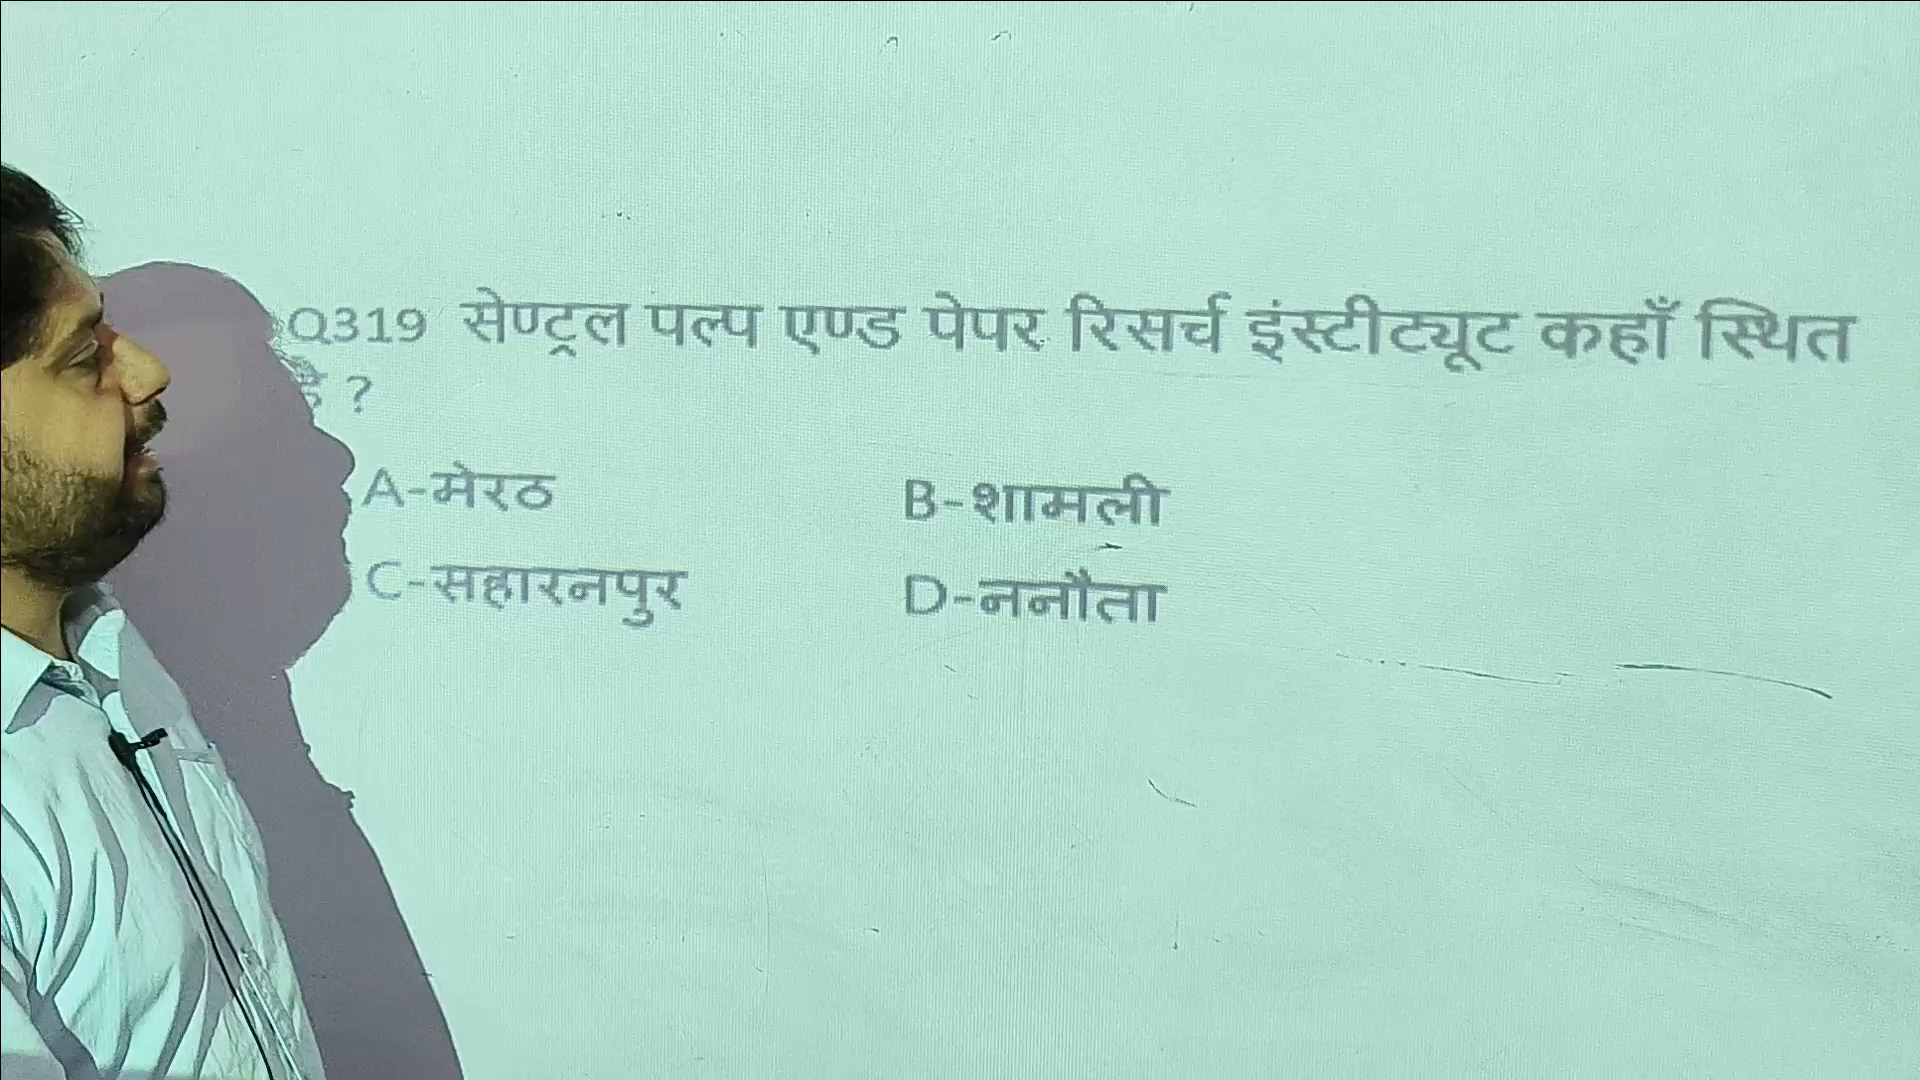 Q319 सेण्ट्रल पल्प एण्ड पेपर रिसर्च इंस्टीट्यूट कहाँ स्थित
है ?
A-मेरठ B-शामली
C-सहारनपुर D-ननौता